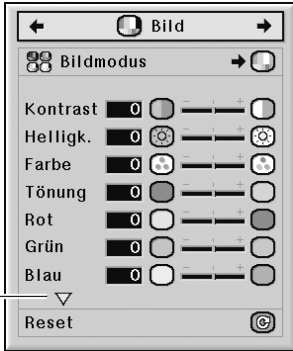 Bild
Bildmodus
Kontrast 0
Helligk. 0
Farbe 0
Tönung 0
Rot 0
Grün 0
Blau 0
Reset